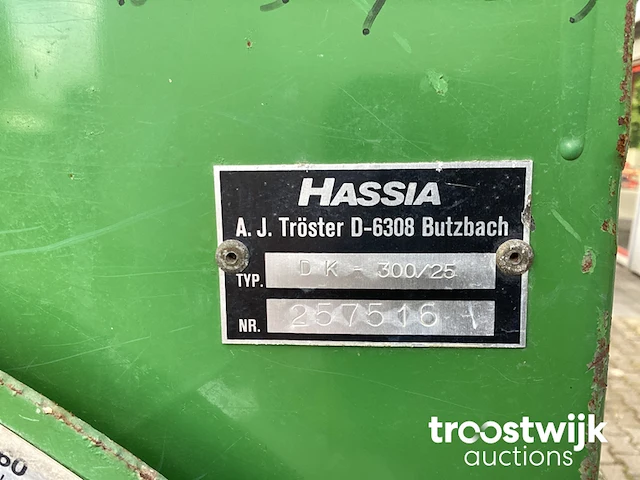 HASSIA
A. J. Tröster D-6308 Butzbach
TYP. DK-300/25
NR. 257516
troostwijk
auctions